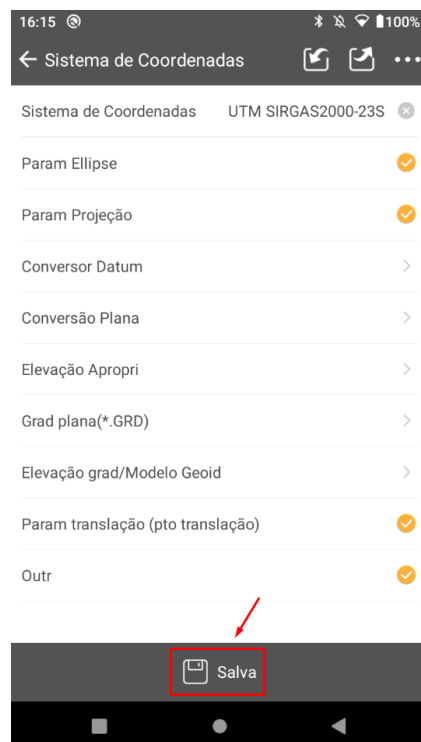 16:15 100%
Sistema de Coordenadas
Sistema de Coordenadas UTM SIRGAS2000-23S
Param Ellipse
Param Projeção
Conversor Datum
Conversão Plana
Elevação Apropri
Grad plana(*.GRD)
Elevação grad/Modelo Geoid
Param translação (pto translação)
Outr
Salva